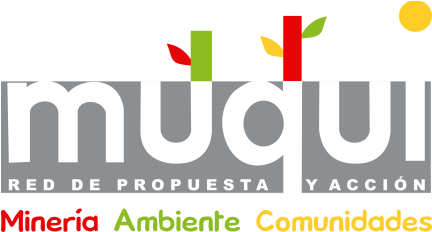 muqui
RED DE PROPUESTA Y ACCIÓN
Minería Ambiente Comunidades